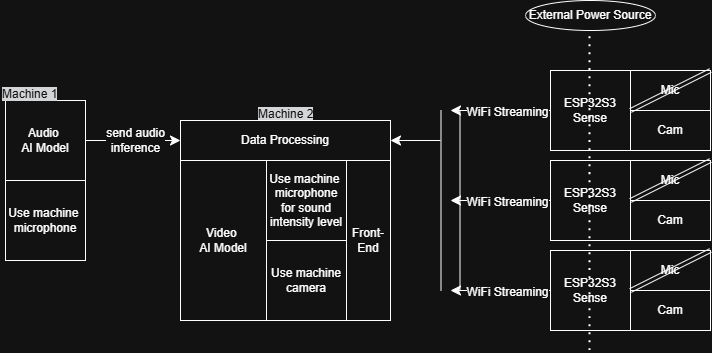 External Power Source
Machine 1
Audio
AI Model
Use machine
microphone
send audio
inference
Machine 2
Data Processing
Video
AI Model
Use machine
microphone
for sound
intensity level
Use machine
camera
Front-
End
WiFi Streaming
ESP32S3
Sense
Mic
Cam
WiFi Streaming
ESP32S3
Sense
Mic
Cam
WiFi Streaming
ESP32S3
Sense
Mic
Cam